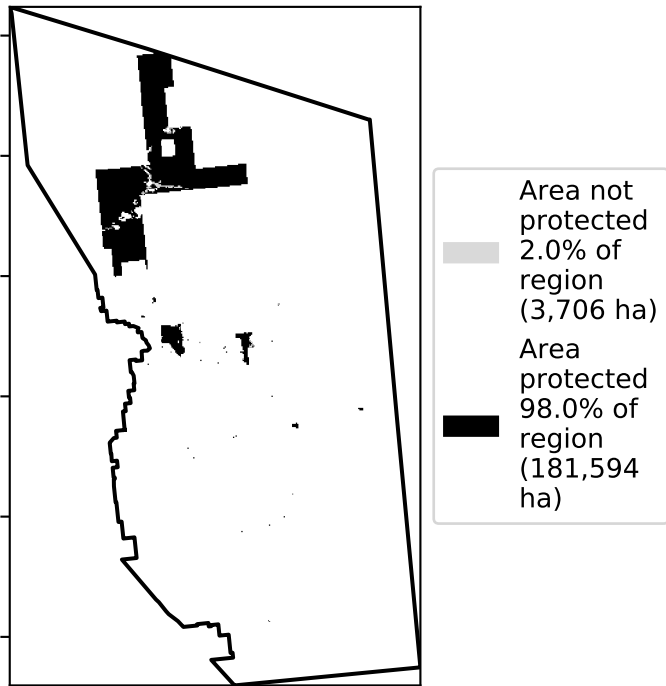 Area not
protected
2.0% of
region
(3,706 ha)
Area
protected
98.0% of
region
(181,594
ha)